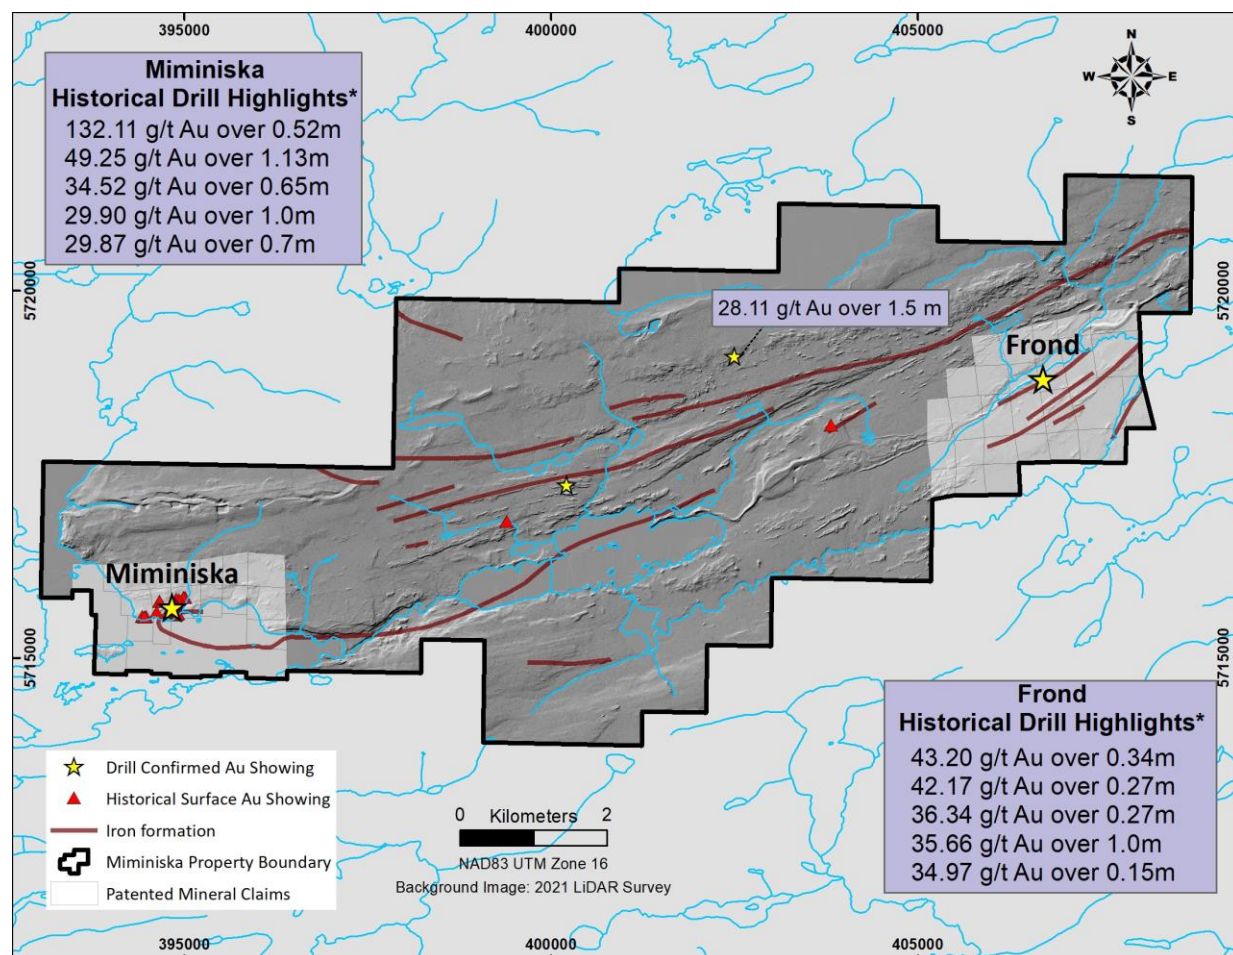 395000
400000
405000
Miminiska
Historical Drill Highlights*
132.11 g/t Au over 0.52m
49.25 g/t Au over 1.13m
34.52 g/t Au over 0.65m
29.90 g/t Au over 1.0m
29.87 g/t Au over 0.7m
N
W
E
S
5720000
5720000
28.11 g/t Au over 1.5 m
Frond
Miminiska
5715000
5715000
Frond
Historical Drill Highlights*
43.20 g/t Au over 0.34m
42.17 g/t Au over 0.27m
36.34 g/t Au over 0.27m
35.66 g/t Au over 1.0m
34.97 g/t Au over 0.15m
Drill Confirmed Au Showing
Historical Surface Au Showing
Iron formation
Miminiska Property Boundary
Patented Mineral Claims
0 Kilometers 2
NAD83 UTM Zone 16
Background Image: 2021 LiDAR Survey
395000
400000
405000